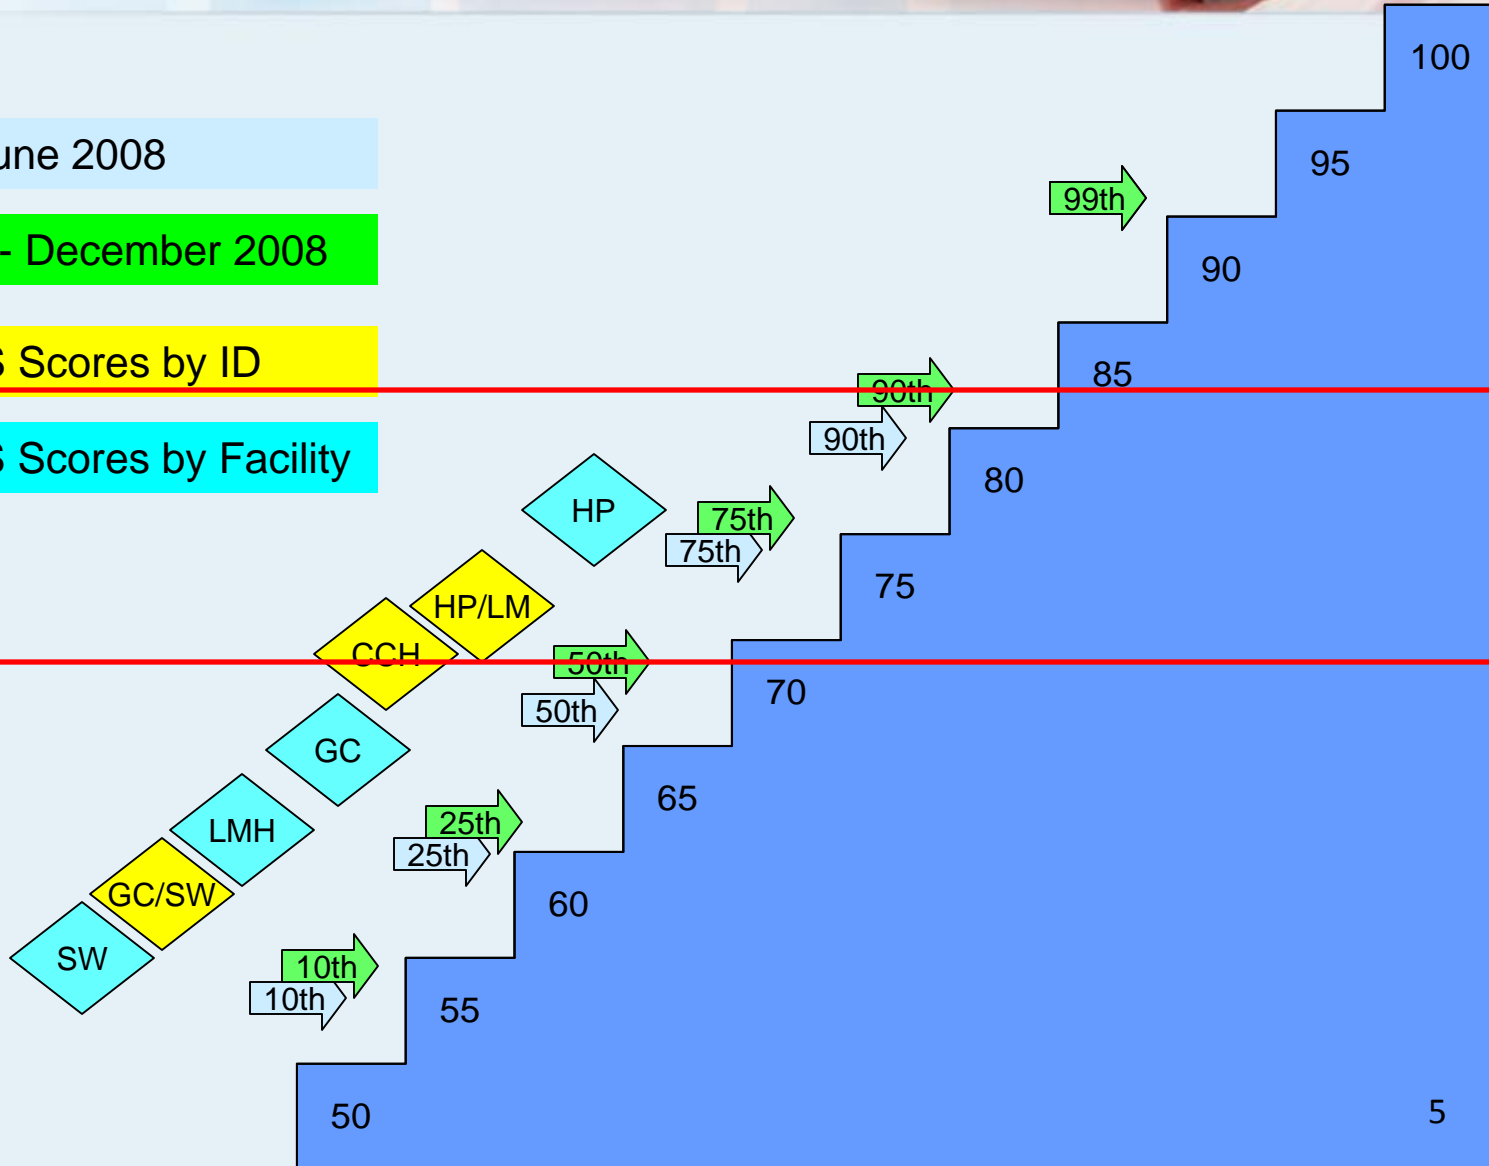 100
une 2008
95
99th
- December 2008
90
S Scores by ID
85
90th
90th
S Scores by Facility
80
HP
75th
75th
75
HP/LM
CCH
50th
70
50th
GC
65
25th
LMH
25th
GC/SW
60
SW
10th
10th
55
50
5